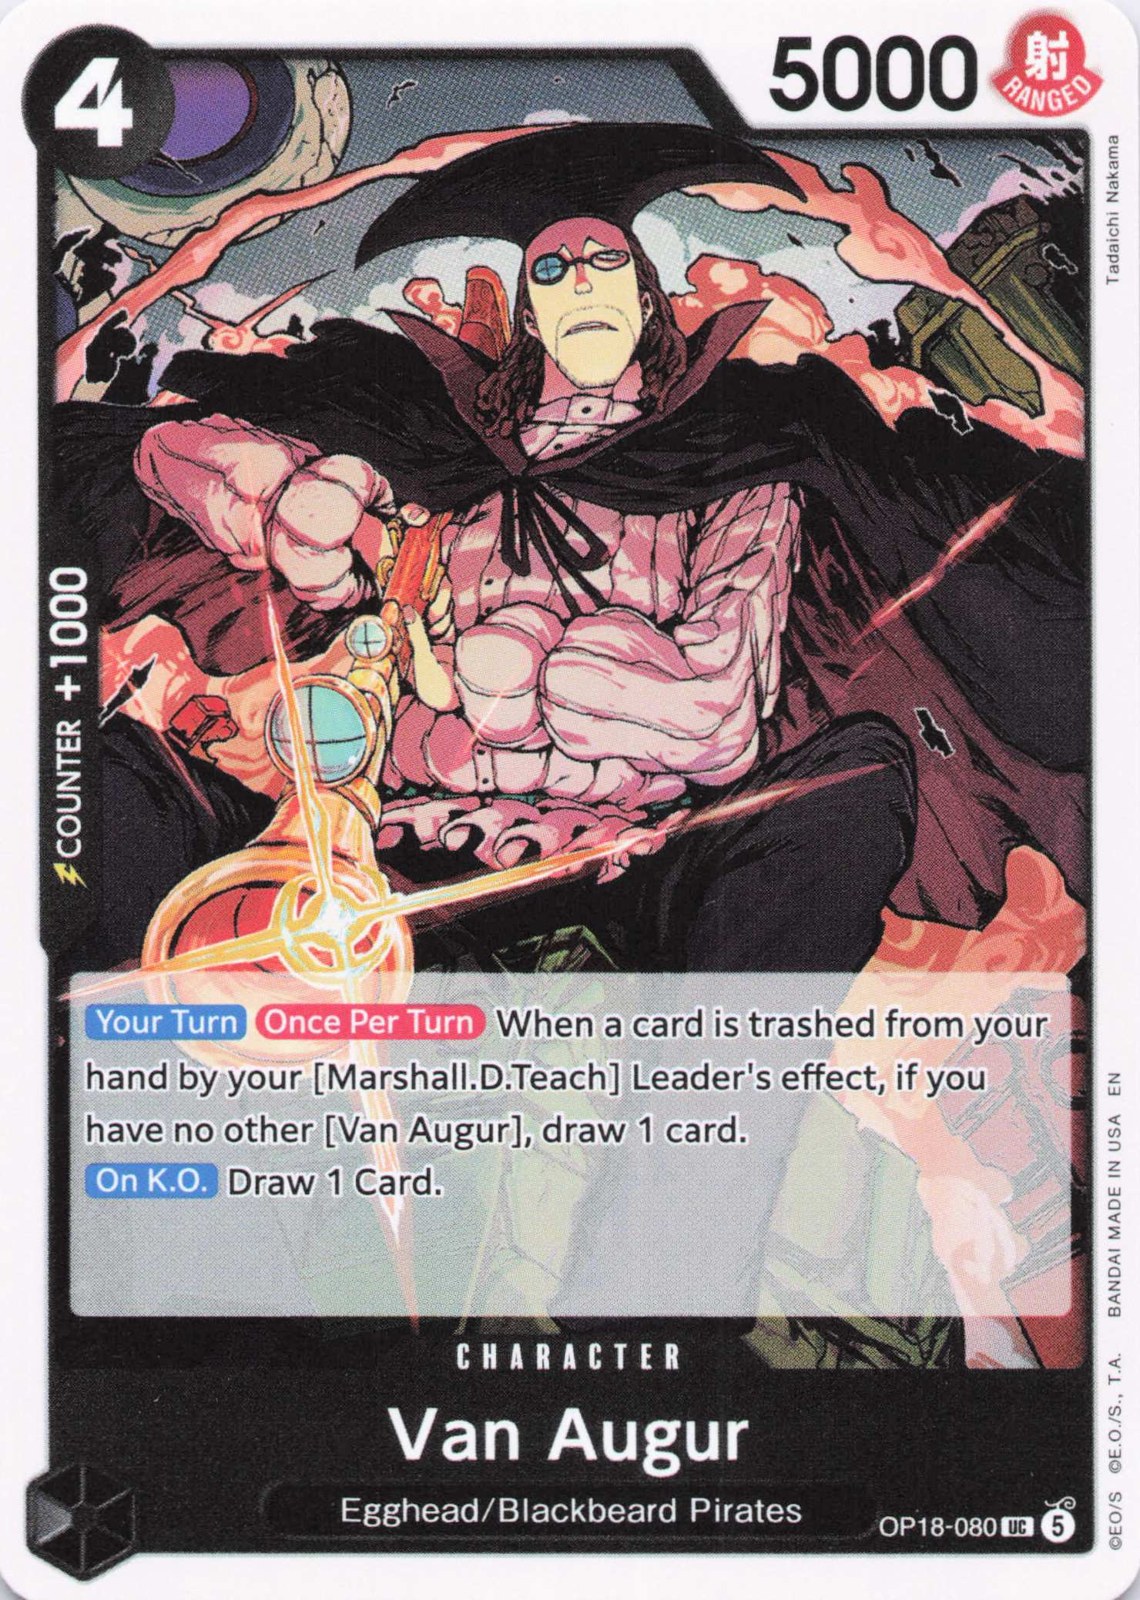 4
5000
射
RANGED
Tadaichi Nakama
COUNTER +1000
Your Turn Once Per Turn When a card is trashed from your
hand by your [Marshall.D.Teach] Leader's effect, if you
have no other [Van Augur], draw 1 card.
On K.O. Draw 1 Card.
CHARACTER
Van Augur
Egghead/Blackbeard Pirates
OP18-080 UC 5
©EO/S ©E.O./S., T.A. BANDAI MADE IN USA EN